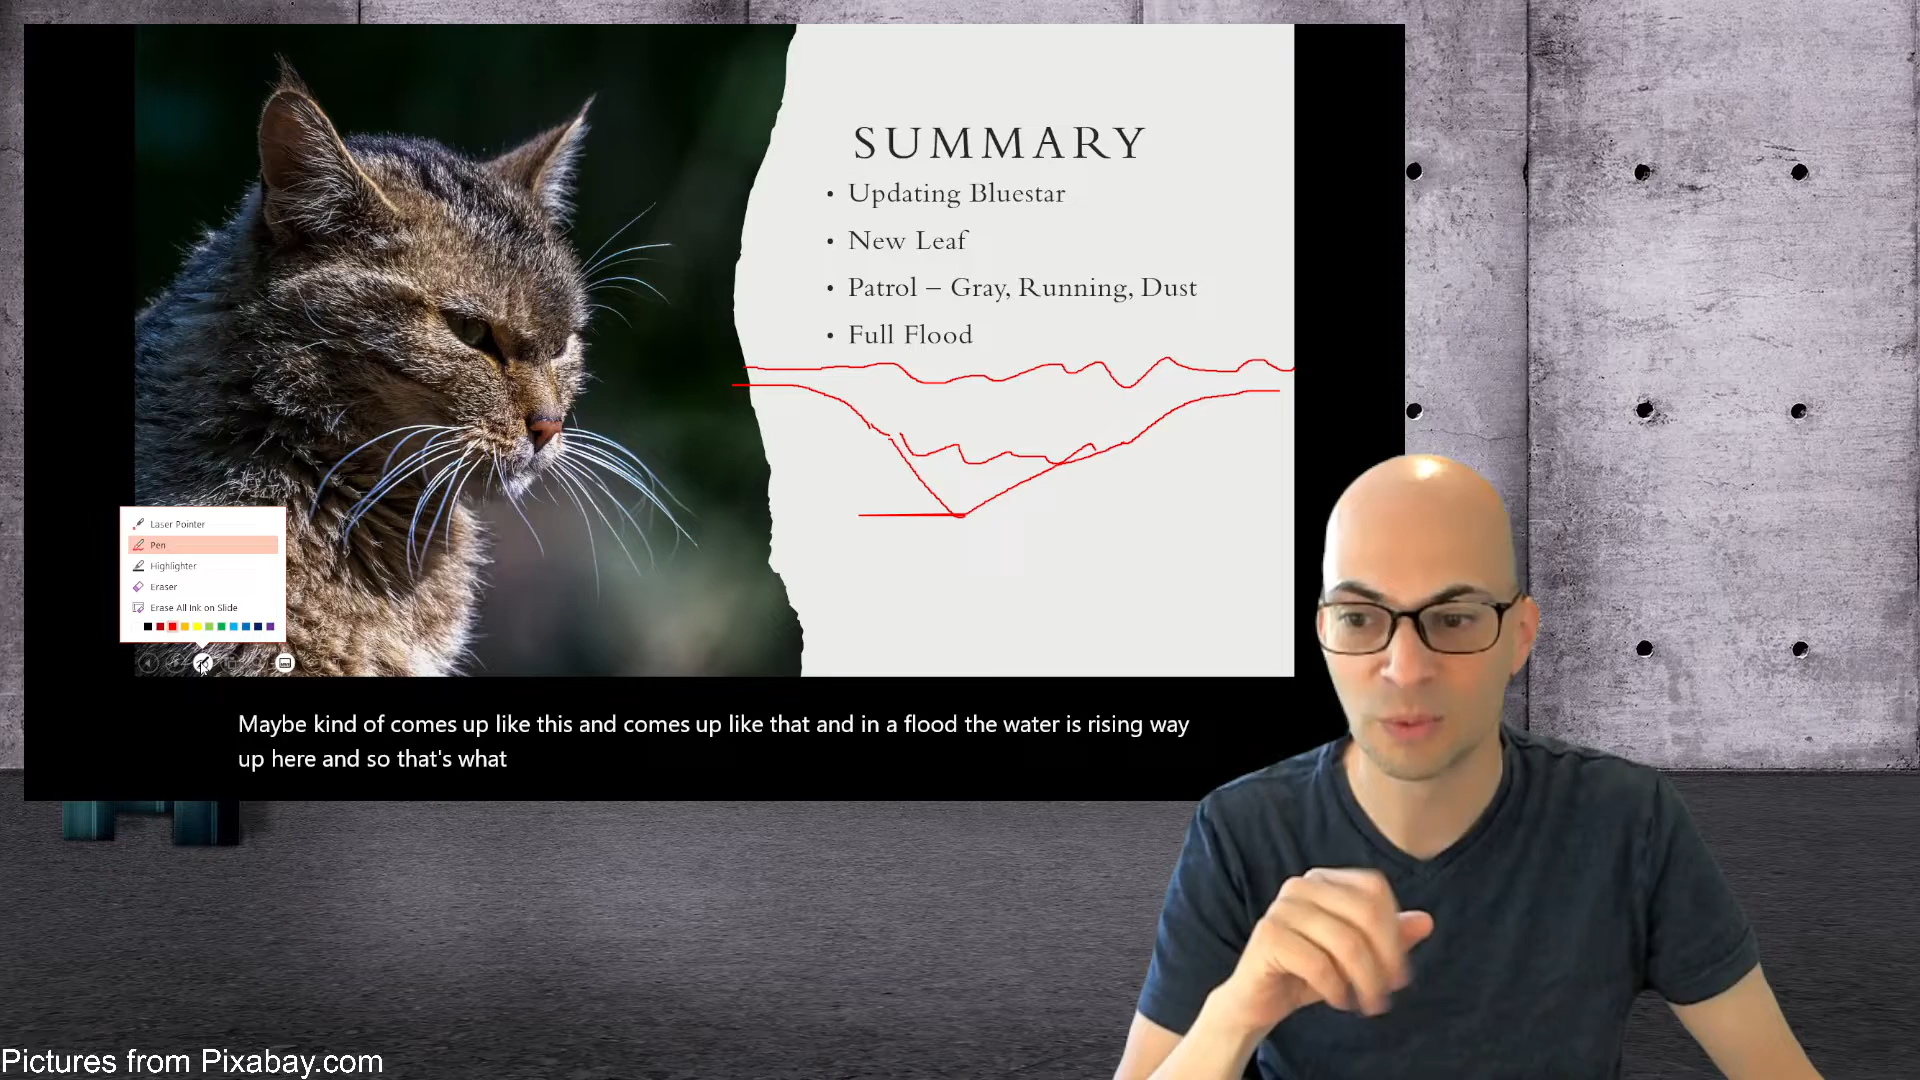 SUMMARY
• Updating Bluestar
• New Leaf
• Patrol – Gray, Running, Dust
• Full Flood
Laser Pointer
Pen
Highlighter
Eraser
Erase All Ink on Slide
Maybe kind of comes up like this and comes up like that and in a flood the water is rising way
up here and so that's what
Pictures from Pixabay.com